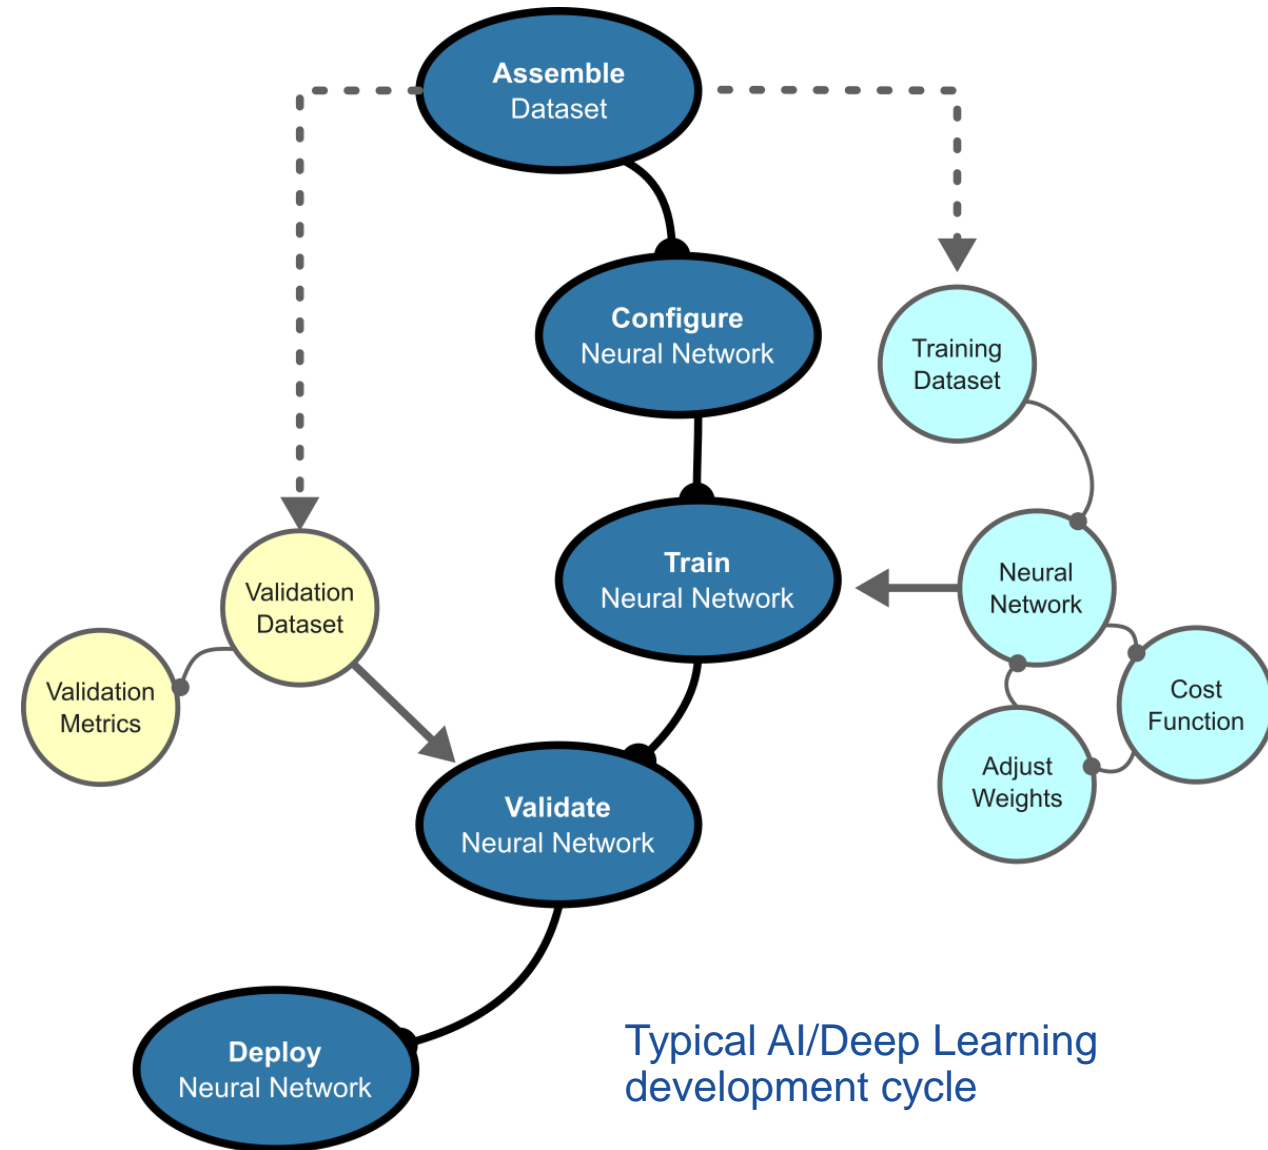 Assemble
Dataset
Configure
Neural Network
Training
Dataset
Train
Neural Network
Neural
Network
Validation
Dataset
Validation
Metrics
Cost
Function
Adjust
Weights
Validate
Neural Network
Deploy
Neural Network
Typical AI/Deep Learning
development cycle